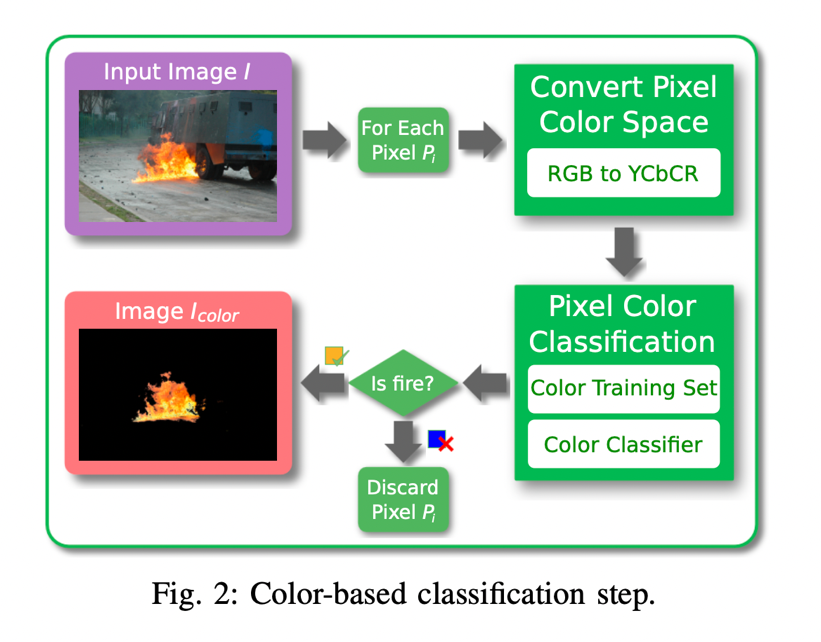 Input Image I
For Each
Pixel Pi
Convert Pixel
Color Space
RGB to YCbCR
Pixel Color
Classification
Color Training Set
Color Classifier
Is fire?
Image Icolor
Discard
Pixel Pi
Fig. 2: Color-based classification step.